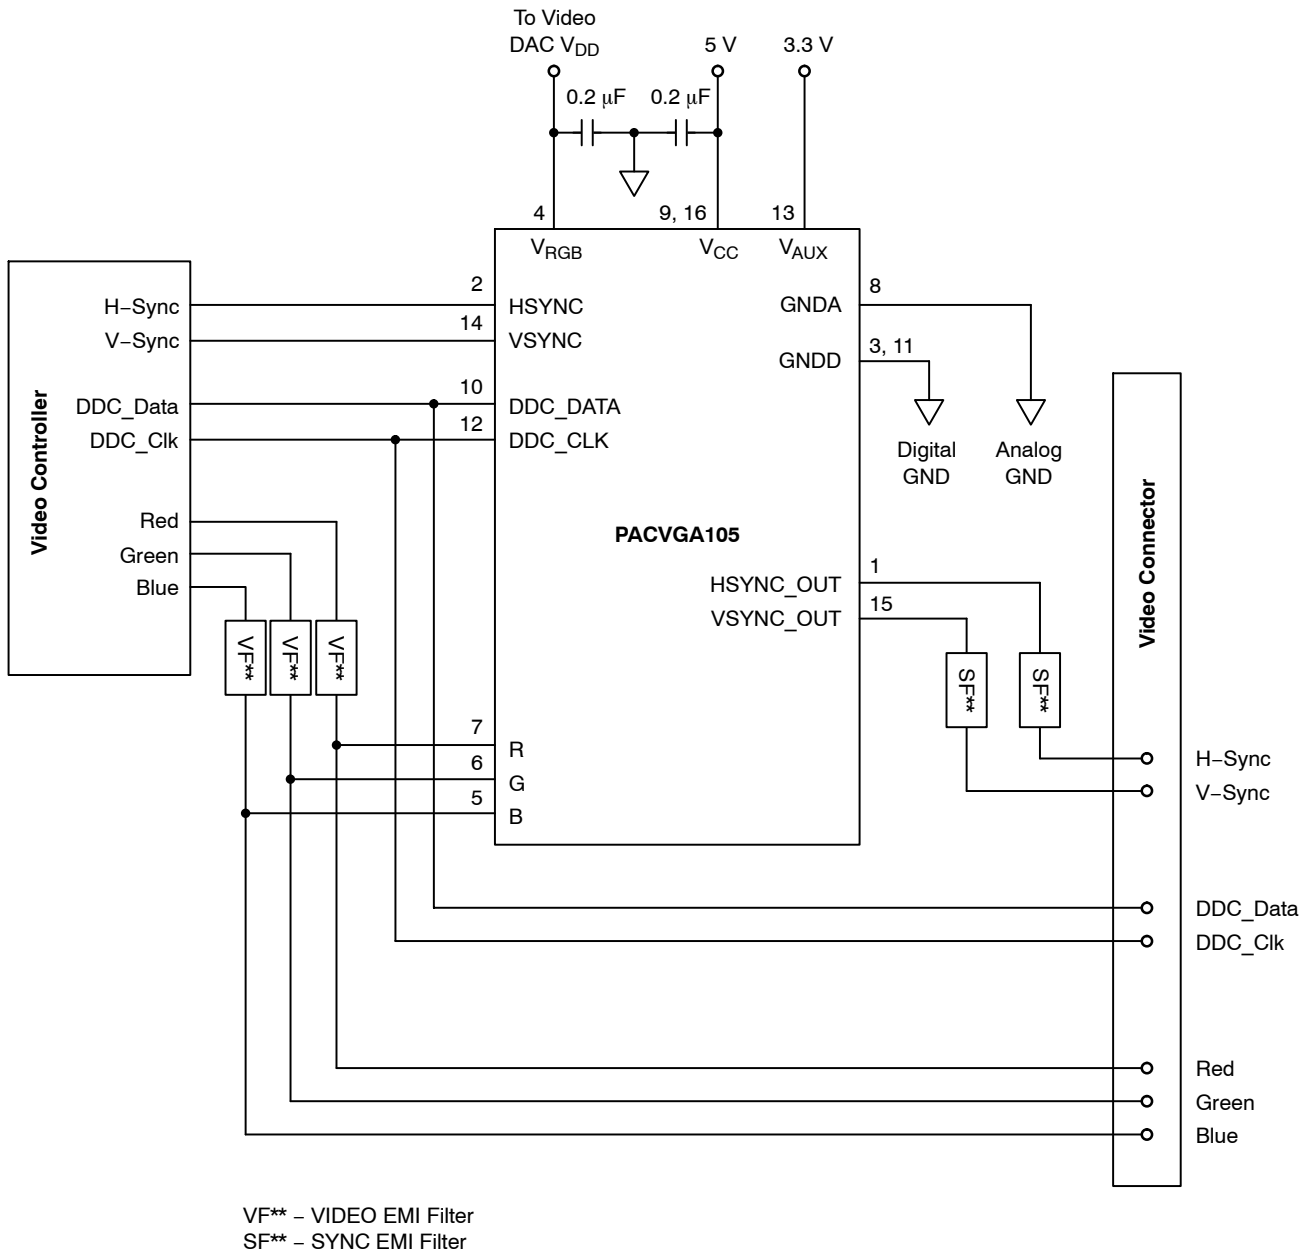 To Video
DAC VDD
5 V
3.3 V
0.2 μF
0.2 μF
4
9, 16
13
VRGB
VCC
VAUX
H−Sync
2
HSYNC
GNDA
8
V−Sync
14
VSYNC
GNDD
3, 11
DDC_Data
10
DDC_DATA
DDC_Clk
12
DDC_CLK
Digital
GND
Analog
GND
Video Controller
Red
Green
Blue
PACVGA105
HSYNC_OUT
1
VSYNC_OUT
15
Video Connector
VF**
VF**
VF**
SF**
SF**
7
R
6
G
5
B
H−Sync
V−Sync
DDC_Data
DDC_Clk
Red
Green
Blue
VF** − VIDEO EMI Filter
SF** − SYNC EMI Filter